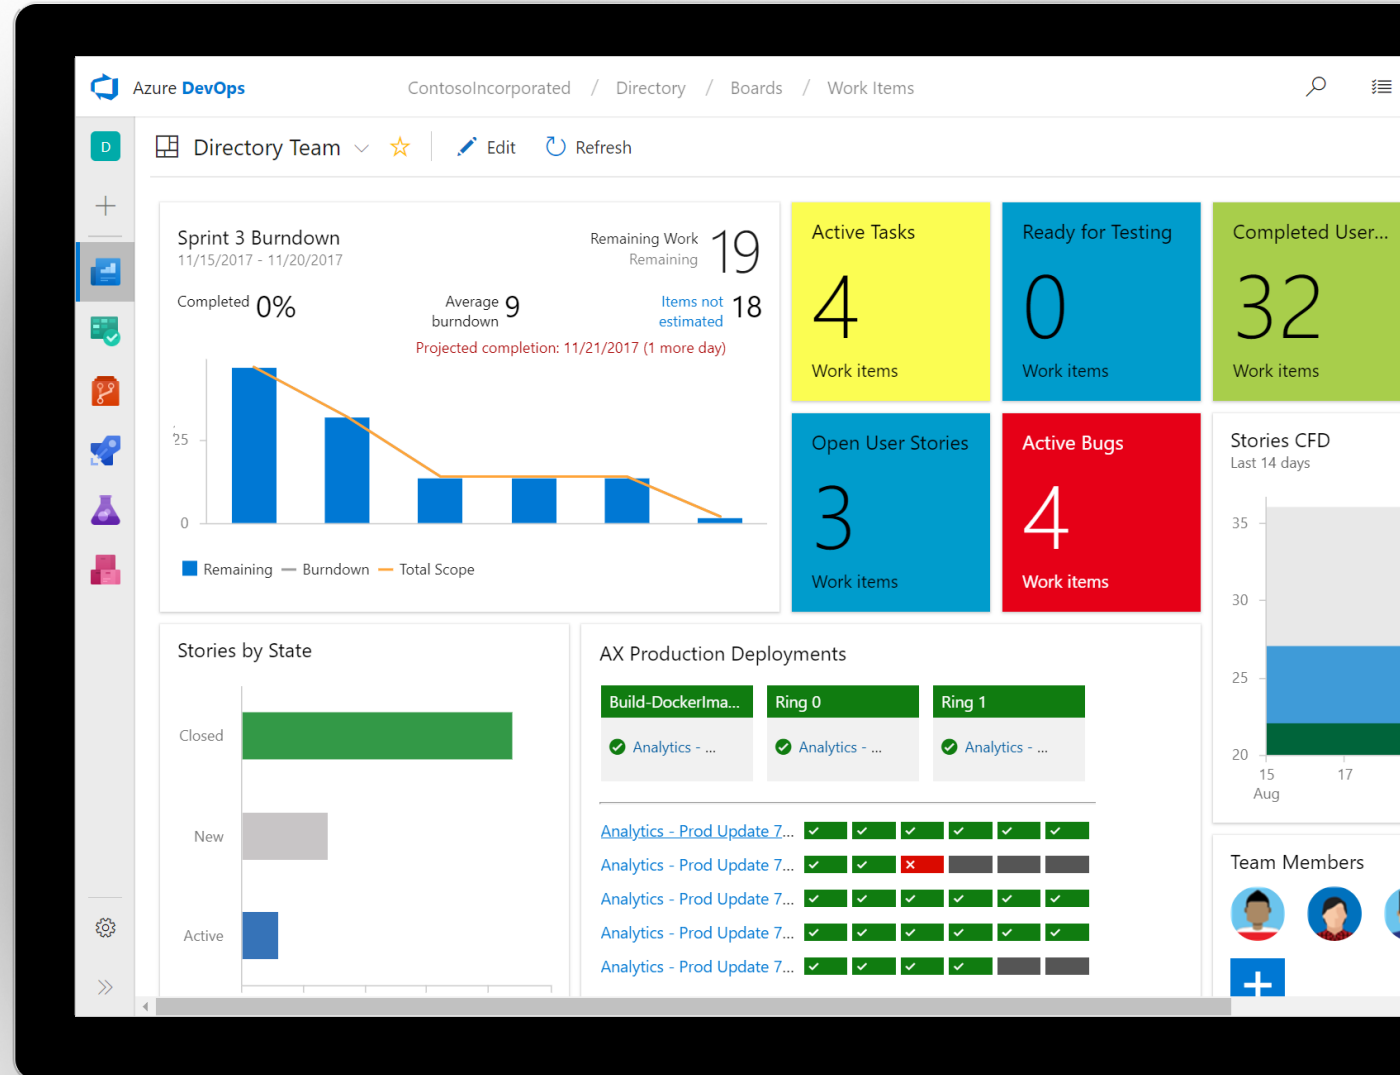 Azure DevOps
ContosoIncorporated / Directory / Boards / Work Items
D
Directory Team
Edit
Refresh
Sprint 3 Burndown
11/15/2017 - 11/20/2017
Remaining Work
Remaining
19
Completed 0%
Average
burndown
9
Items not
estimated
18
Projected completion: 11/21/2017 (1 more day)
25
0
Remaining
Burndown
Total Scope
Active Tasks
4
Work items
Ready for Testing
0
Work items
Completed User...
32
Work items
Open User Stories
3
Work items
Active Bugs
4
Work items
Stories CFD
Last 14 days
35
30
25
20
15
17
Aug
Stories by State
Closed
New
Active
AX Production Deployments
Build-DockerIma...
Ring 0
Ring 1
Analytics - ...
Analytics - ...
Analytics - ...
Analytics - Prod Update 7...
Analytics - Prod Update 7...
Analytics - Prod Update 7...
Analytics - Prod Update 7...
Analytics - Prod Update 7...
Team Members